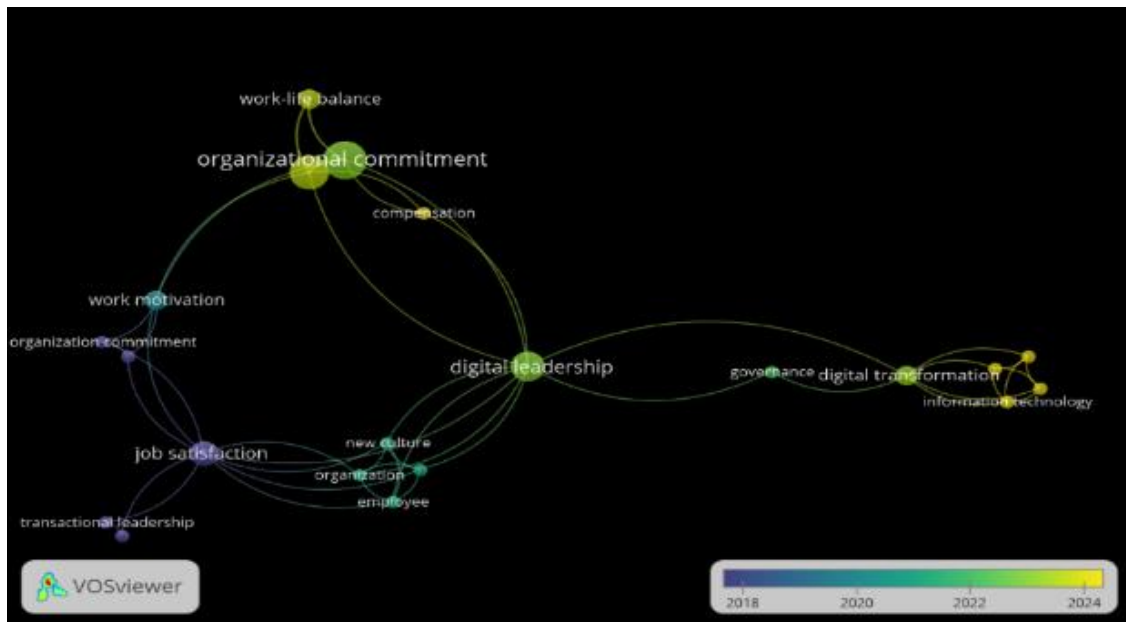 work-life balance
organizational commitment
compensation
work motivation
organization commitment
digital leadership
governance
digital transformation
information technology
new culture
job satisfaction
organization
employee
transactional leadership
VOSviewer
2018 2020 2022 2024